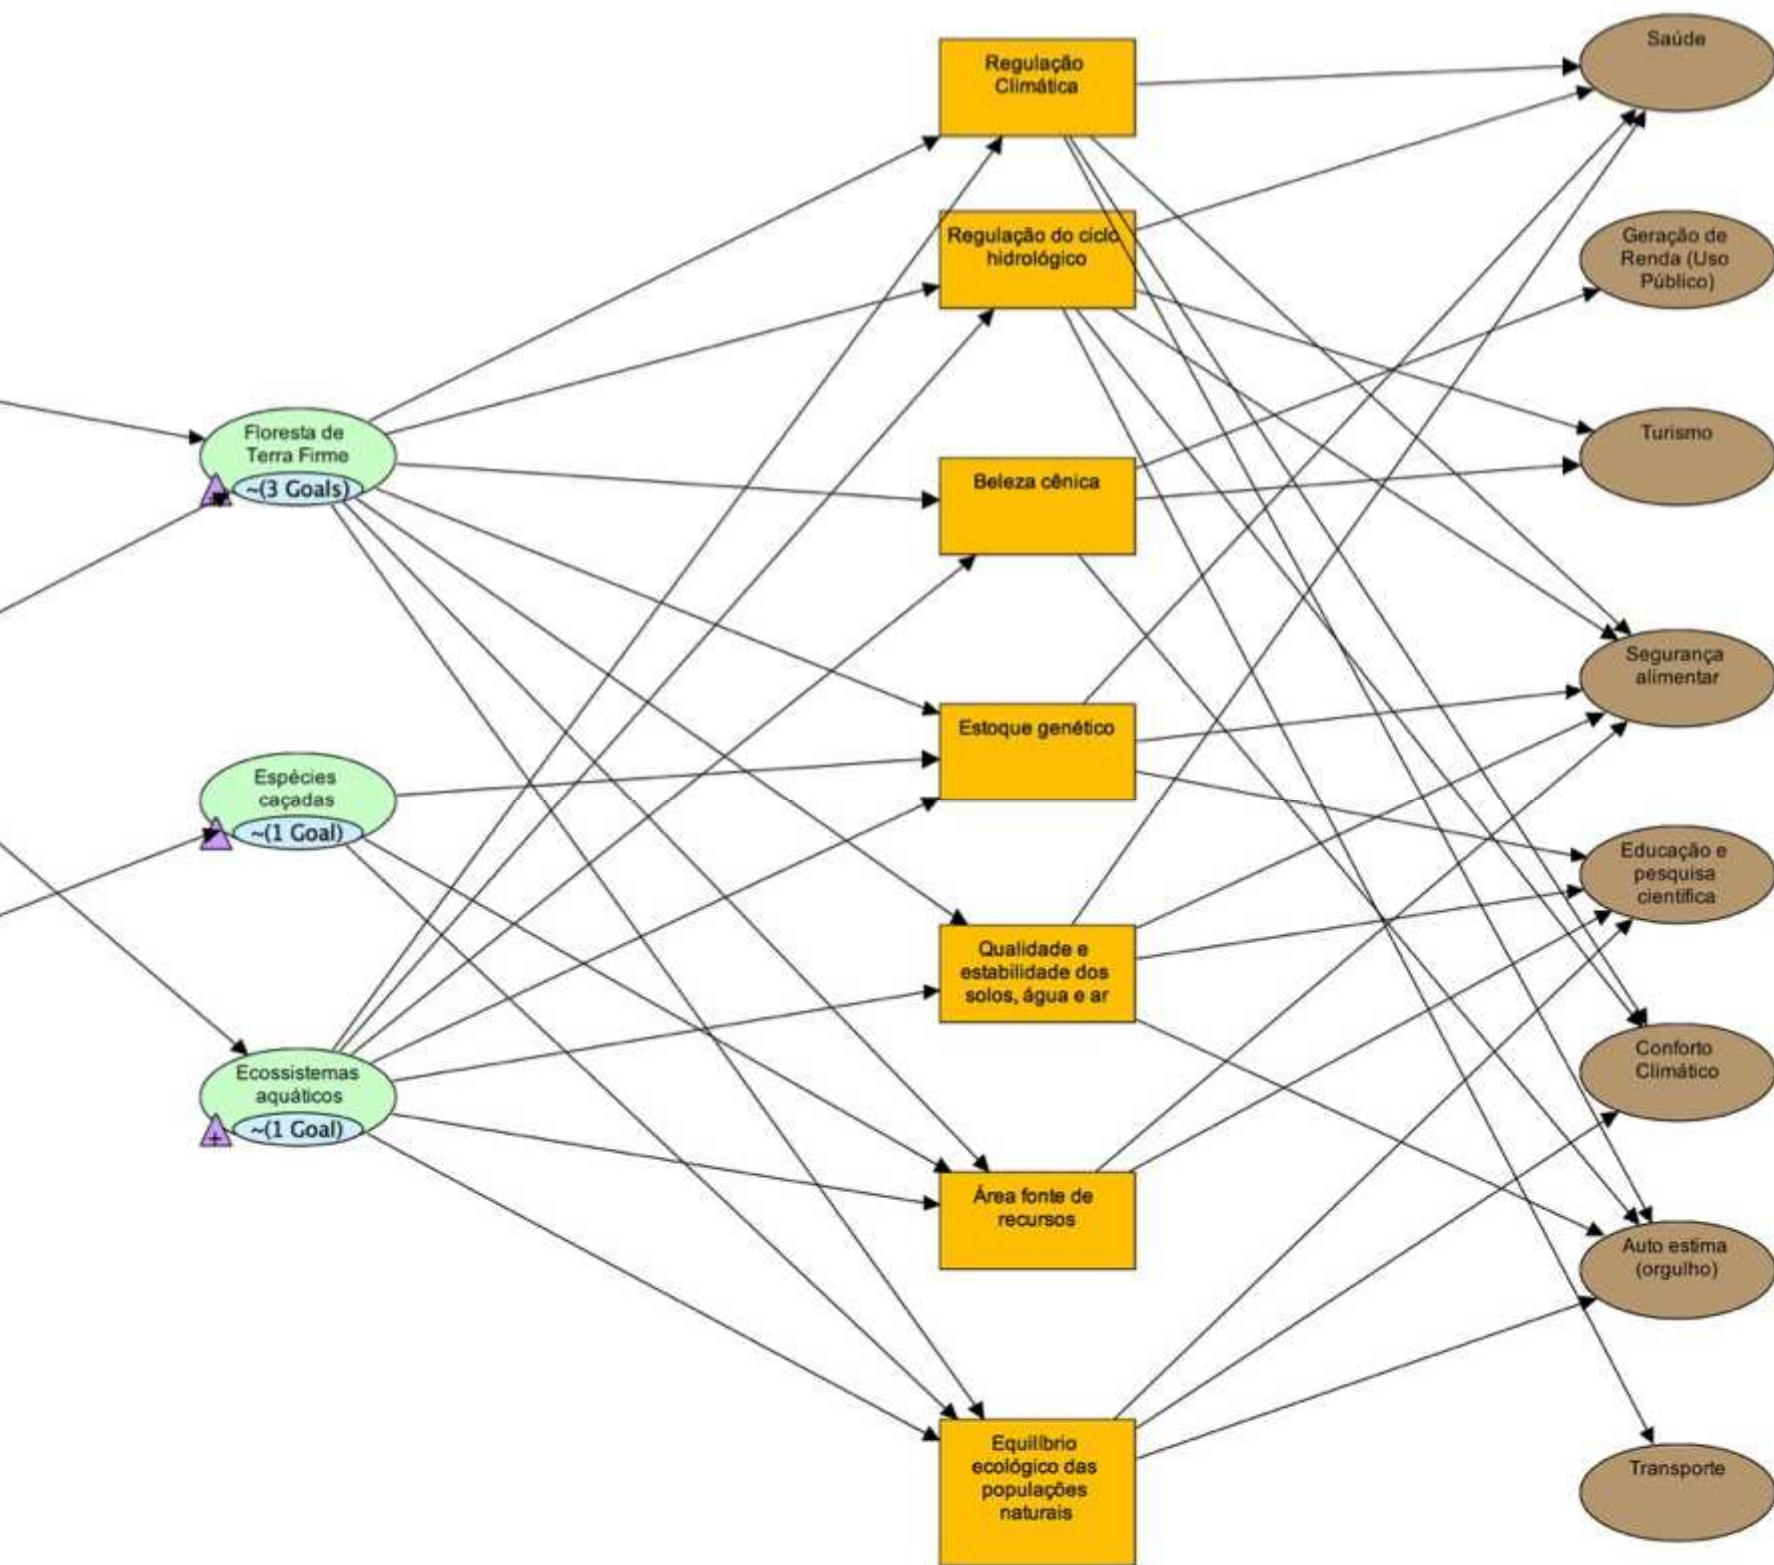 Floresta de
Terra Firme
~(3 Goals)
Espécies
caçadas
~(1 Goal)
Ecossistemas
aquáticos
~(1 Goal)
Regulação
Climática
Regulação do ciclo
hidrológico
Beleza cênica
Estoque genético
Qualidade e
estabilidade dos
solos, água e ar
Área fonte de
recursos
Equilíbrio
ecológico das
populações
naturais
Saúde
Geração de
Renda (Uso
Público)
Turismo
Segurança
alimentar
Educação e
pesquisa
científica
Conforto
Climático
Auto estima
(orgulho)
Transporte